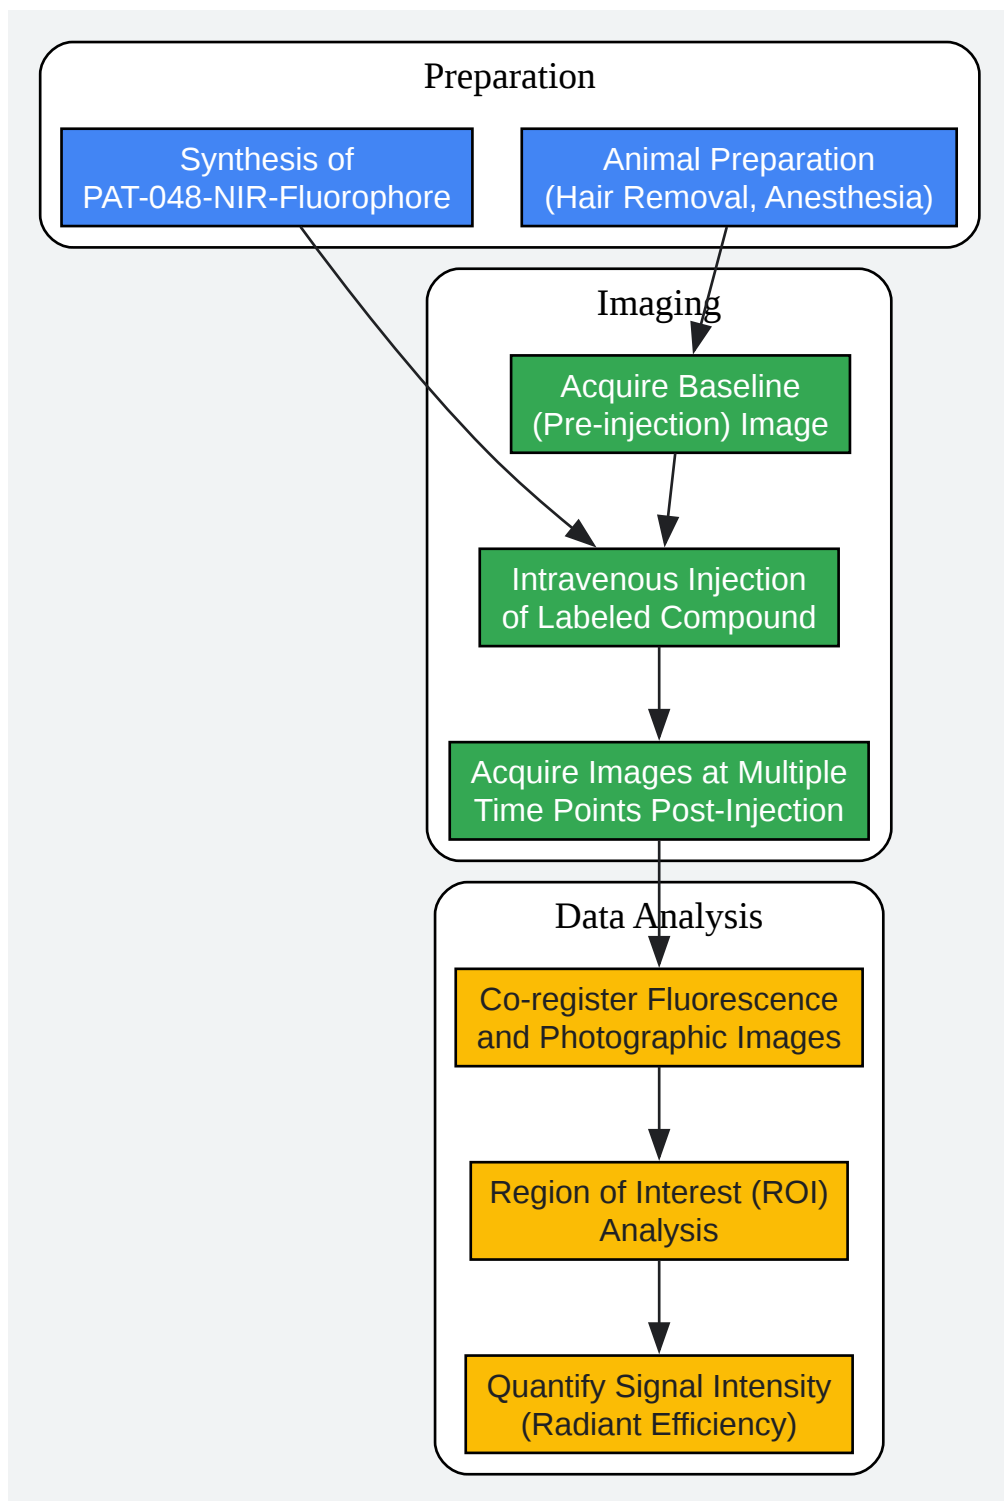 Preparation
Synthesis of
PAT-048-NIR-Fluorophore
Animal Preparation
(Hair Removal, Anesthesia)
Imaging
Acquire Baseline
(Pre-injection) Image
Intravenous Injection
of Labeled Compound
Acquire Images at Multiple
Time Points Post-Injection
Data Analysis
Co-register Fluorescence
and Photographic Images
Region of Interest (ROI)
Analysis
Quantify Signal Intensity
(Radiant Efficiency)